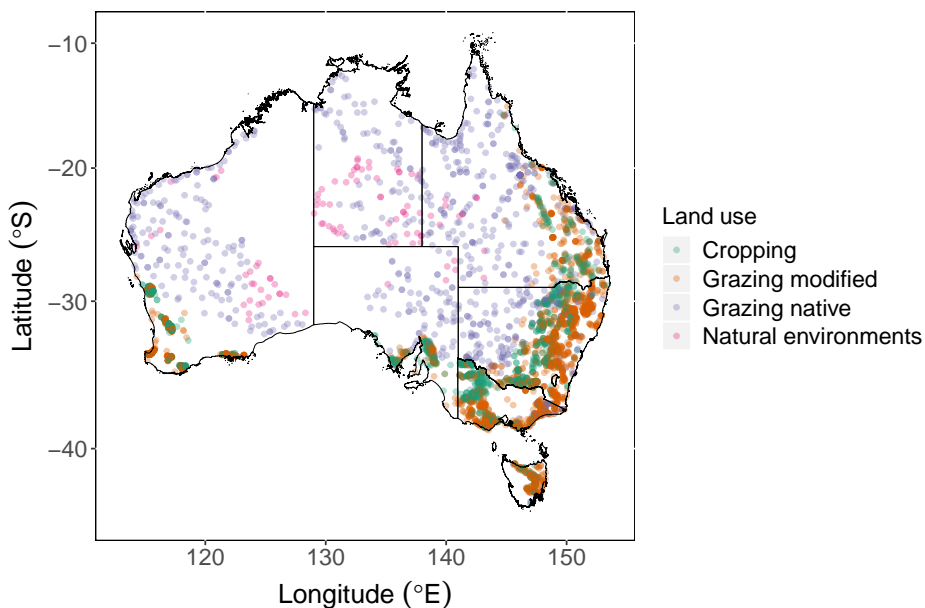 −10
−20
−30
−40
Latitude (°S)
120
130
140
150
Longitude (°E)
Land use
Cropping
Grazing modified
Grazing native
Natural environments